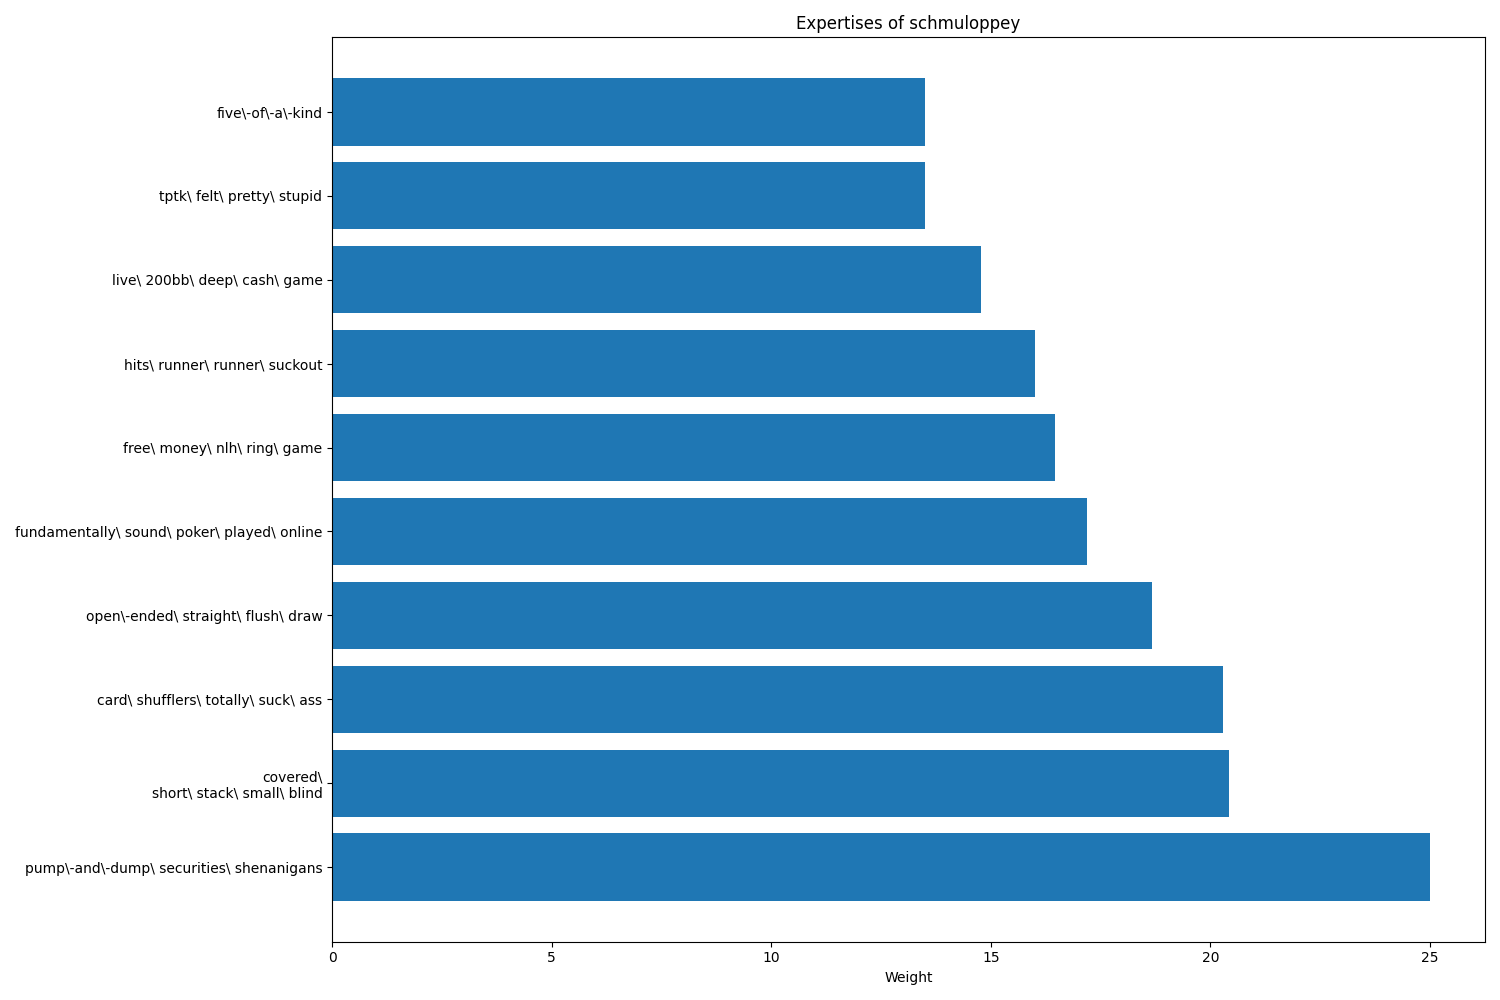 Expertises of schmuloppey
five\-of\-a\-kind
tptk\ felt\ pretty\ stupid
live\ 200bb\ deep\ cash\ game
hits\ runner\ runner\ suckout
free\ money\ nlh\ ring\ game
fundamentally\ sound\ poker\ played\ online
open\-ended\ straight\ flush\ draw
card\ shufflers\ totally\ suck\ ass
covered\
short\ stack\ small\ blind
pump\-and\-dump\ securities\ shenanigans
0 5 10 15 20 25
Weight